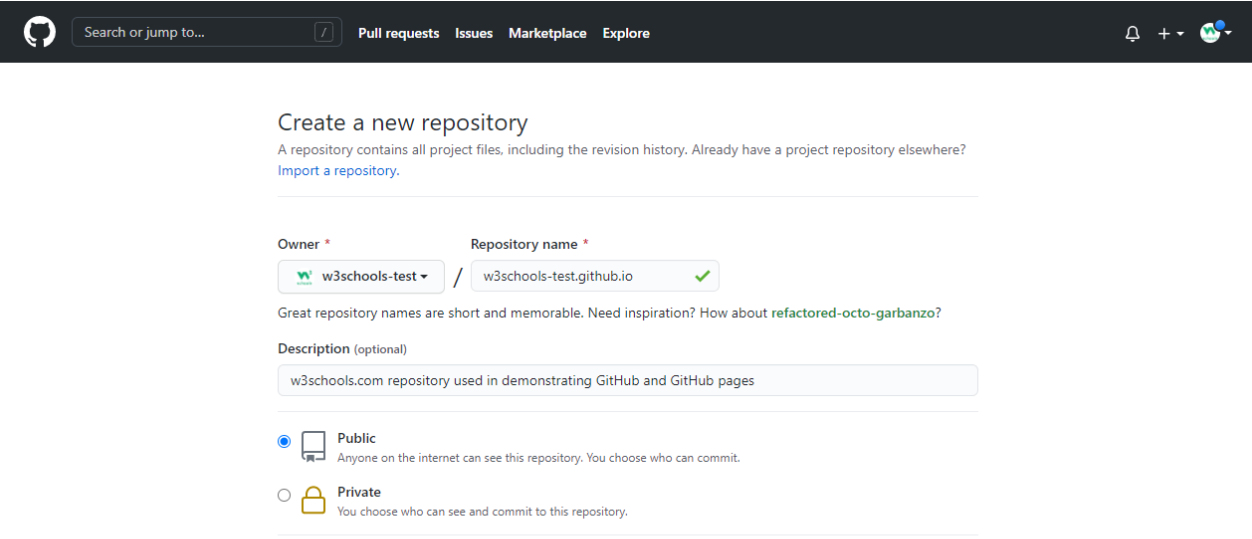 Search or jump to... /
Pull requests Issues Marketplace Explore
Create a new repository
A repository contains all project files, including the revision history. Already have a project repository elsewhere?
Import a repository.
Owner * Repository name *
w3schools-test / w3schools-test.github.io
Great repository names are short and memorable. Need inspiration? How about refactored-octo-garbanzo?
Description (optional)
w3schools.com repository used in demonstrating GitHub and GitHub pages
Public
Anyone on the internet can see this repository. You choose who can commit.
Private
You choose who can see and commit to this repository.